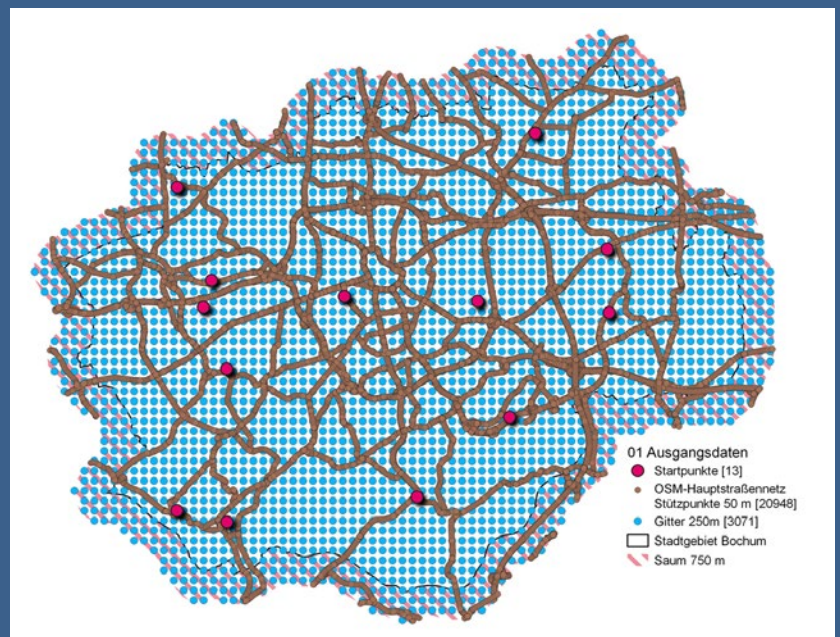 01 Ausgangsdaten
Startpunkte [13]
OSM-Hauptstraßennetz
Stützpunkte 50 m [20948]
Gitter 250m [3071]
Stadtgebiet Bochum
Saum 750 m